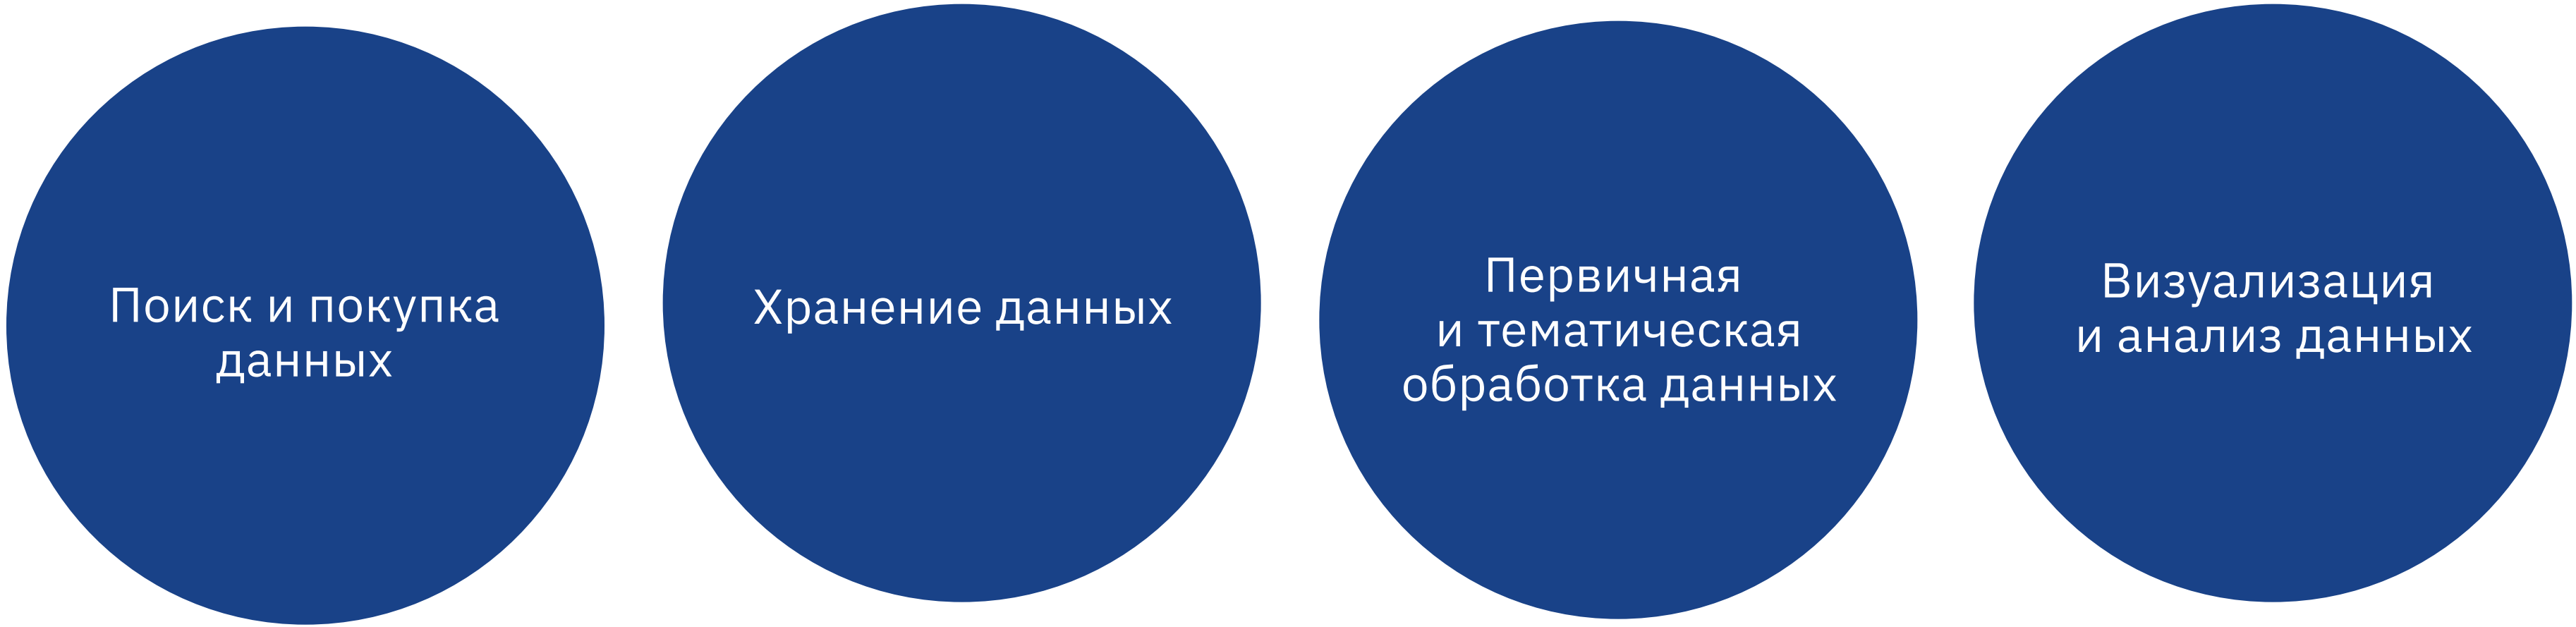 Поиск и покупка
данных
Хранение данных
Первичная
и тематическая
обработка данных
Визуализация
и анализ данных